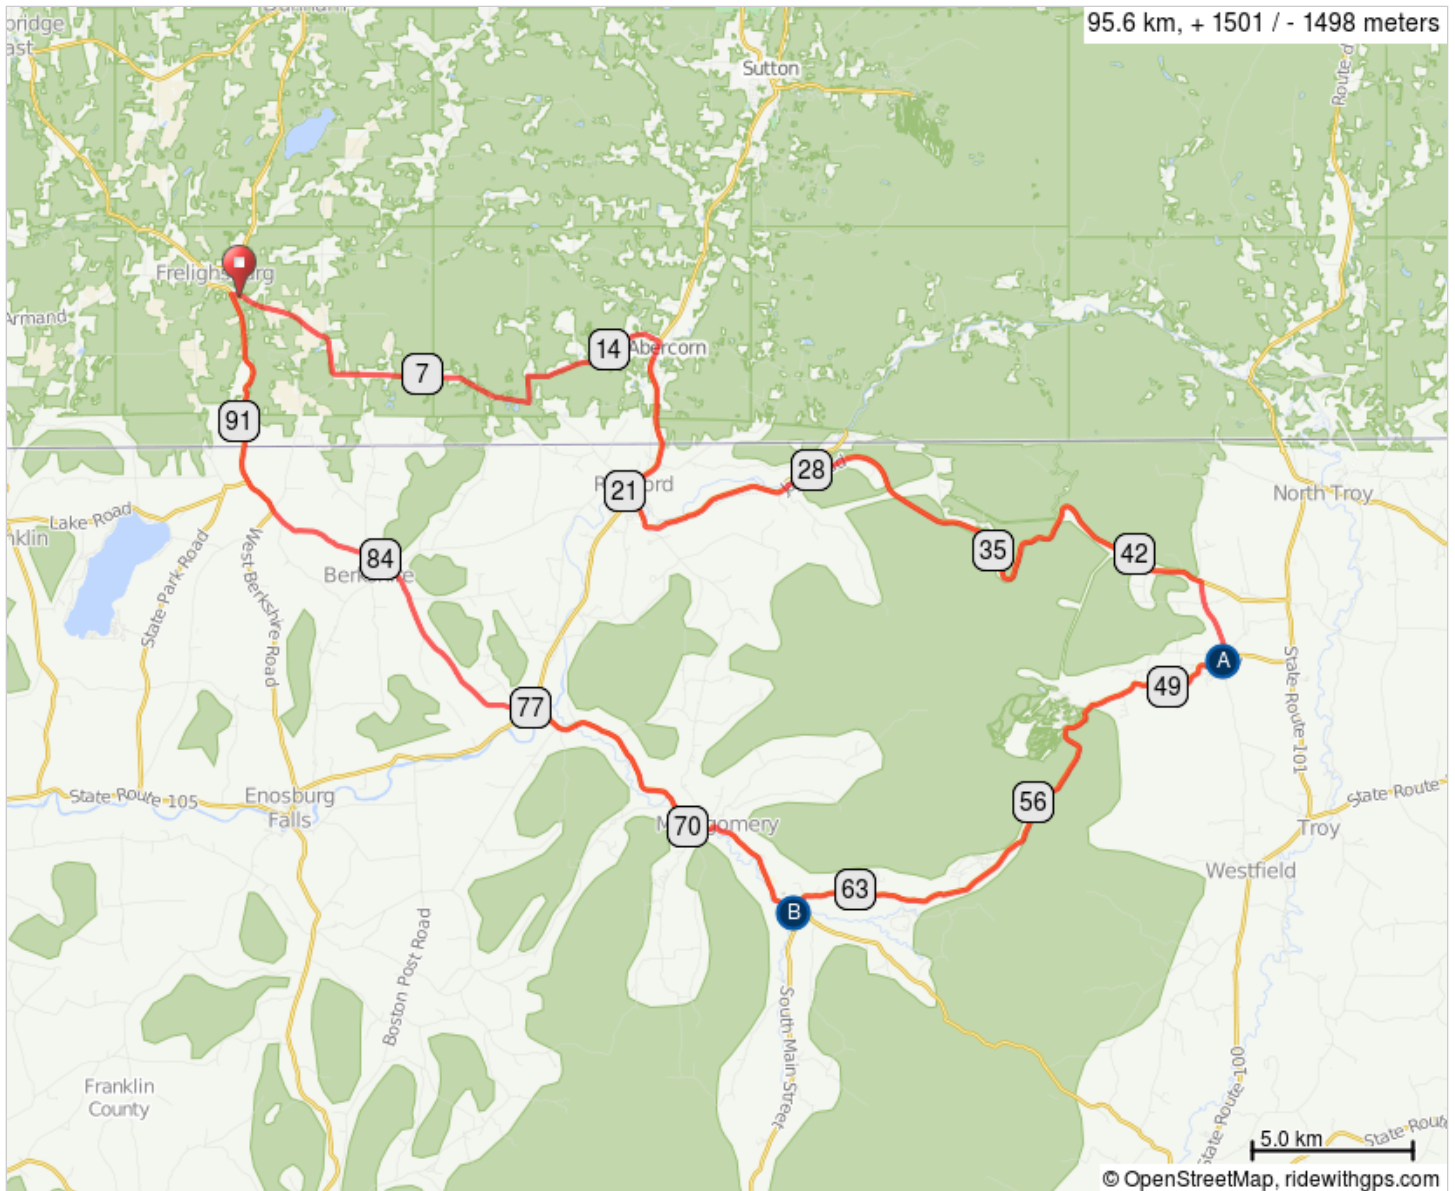 95.6 km, + 1501 / - 1498 meters
Sutton
Route d
Armand
14
Abercorn
7
91
28
21
North Troy
Lake Road
35
42
84
State Park Road
West Berkshire Road
A
49
State Route 101
77
State Route 105
Enosburg
Falls
56
State Route
70
Troy
Westfield
63
B
Boston Post Road
South Main Street
State Route 100
Franklin
County
5.0 km
© OpenStreetMap, ridewithgps.com